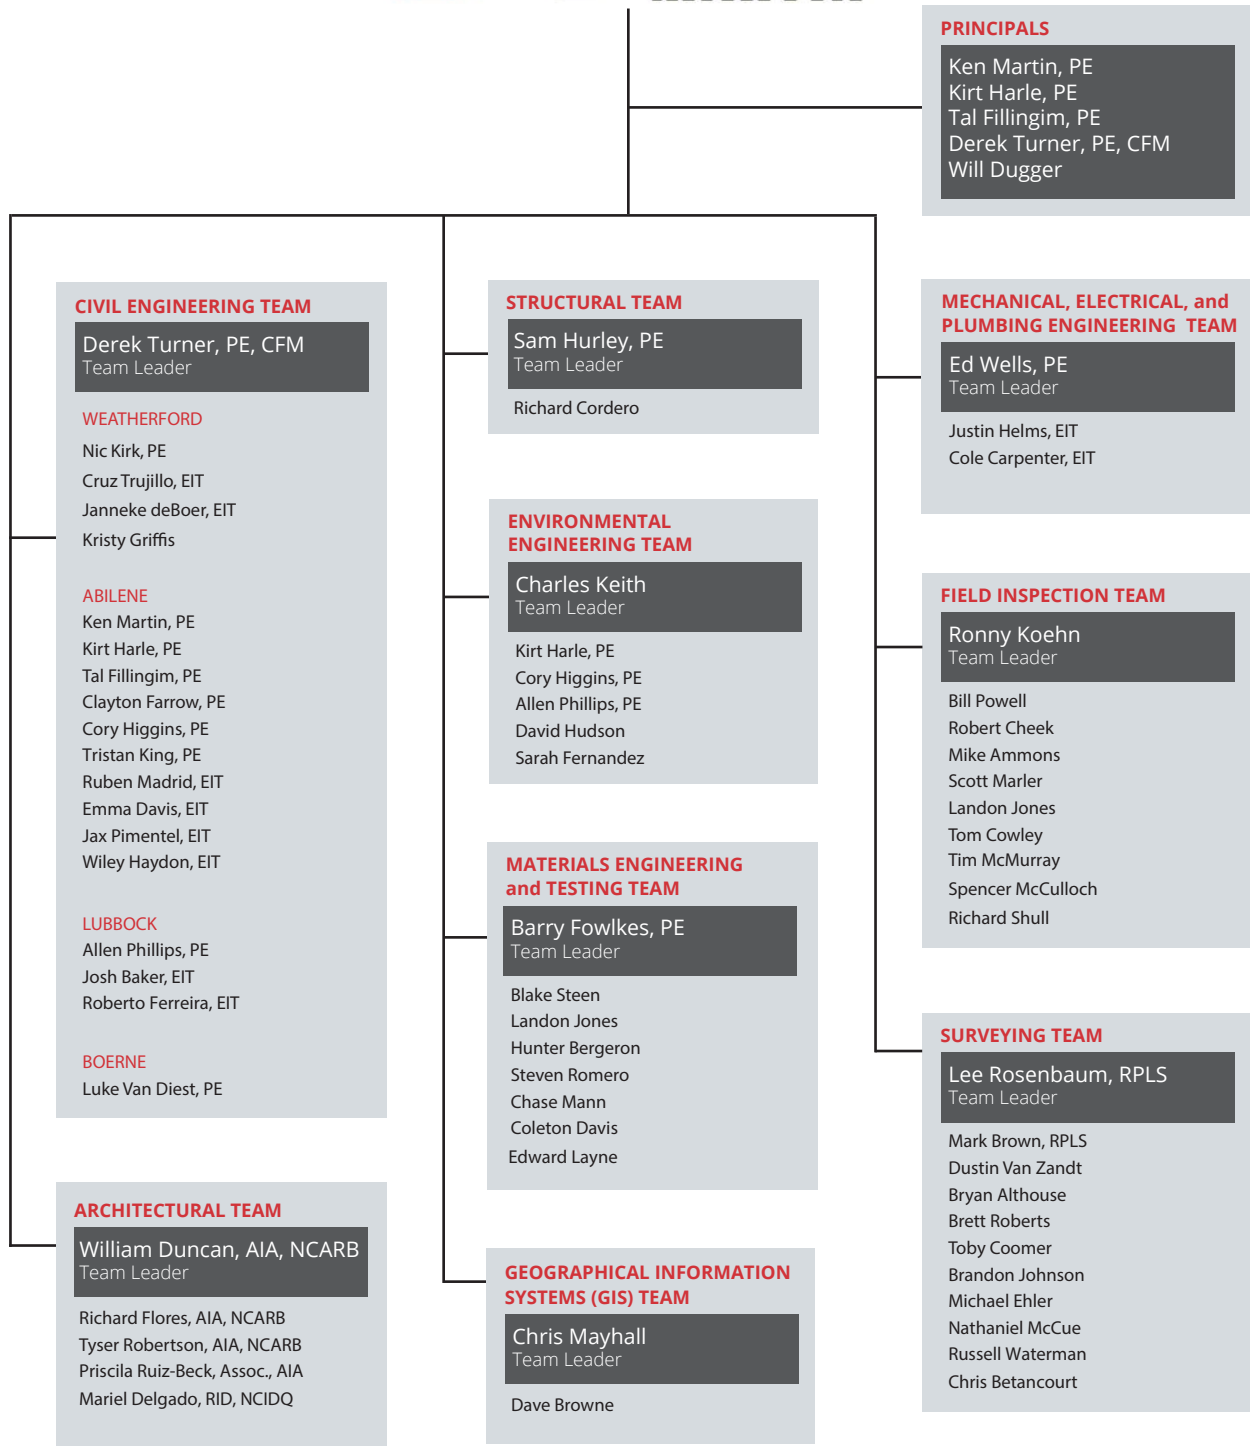 PRINCIPALS
Ken Martin, PE
Kirt Harle, PE
Tal Fillingim, PE
Derek Turner, PE, CFM
Will Dugger
CIVIL ENGINEERING TEAM
Derek Turner, PE, CFM
Team Leader
WEATHERFORD
Nic Kirk, PE
Cruz Trujillo, EIT
Janneke deBoer, EIT
Kristy Griffis
ABILENE
Ken Martin, PE
Kirt Harle, PE
Tal Fillingim, PE
Clayton Farrow, PE
Cory Higgins, PE
Tristan King, PE
Ruben Madrid, EIT
Emma Davis, EIT
Jax Pimentel, EIT
Wiley Haydon, EIT
LUBBOCK
Allen Phillips, PE
Josh Baker, EIT
Roberto Ferreira, EIT
BOERNE
Luke Van Diest, PE
ARCHITECTURAL TEAM
William Duncan, AIA, NCARB
Team Leader
Richard Flores, AIA, NCARB
Tyser Robertson, AIA, NCARB
Priscila Ruiz-Beck, Assoc., AIA
Mariel Delgado, RID, NCIDQ
STRUCTURAL TEAM
Sam Hurley, PE
Team Leader
Richard Cordero
ENVIRONMENTAL
ENGINEERING TEAM
Charles Keith
Team Leader
Kirt Harle, PE
Cory Higgins, PE
Allen Phillips, PE
David Hudson
Sarah Fernandez
MATERIALS ENGINEERING
and TESTING TEAM
Barry Fowlkes, PE
Team Leader
Blake Steen
Landon Jones
Hunter Bergeron
Steven Romero
Chase Mann
Coleton Davis
Edward Layne
GEOGRAPHICAL INFORMATION
SYSTEMS (GIS) TEAM
Chris Mayhall
Team Leader
Dave Browne
MECHANICAL, ELECTRICAL, and
PLUMBING ENGINEERING TEAM
Ed Wells, PE
Team Leader
Justin Helms, EIT
Cole Carpenter, EIT
FIELD INSPECTION TEAM
Ronny Koehn
Team Leader
Bill Powell
Robert Cheek
Mike Ammons
Scott Marler
Landon Jones
Tom Cowley
Tim McMurray
Spencer McCulloch
Richard Shull
SURVEYING TEAM
Lee Rosenbaum, RPLS
Team Leader
Mark Brown, RPLS
Dustin Van Zandt
Bryan Althouse
Brett Roberts
Toby Coomer
Brandon Johnson
Michael Ehler
Nathaniel McCue
Russell Waterman
Chris Betancourt